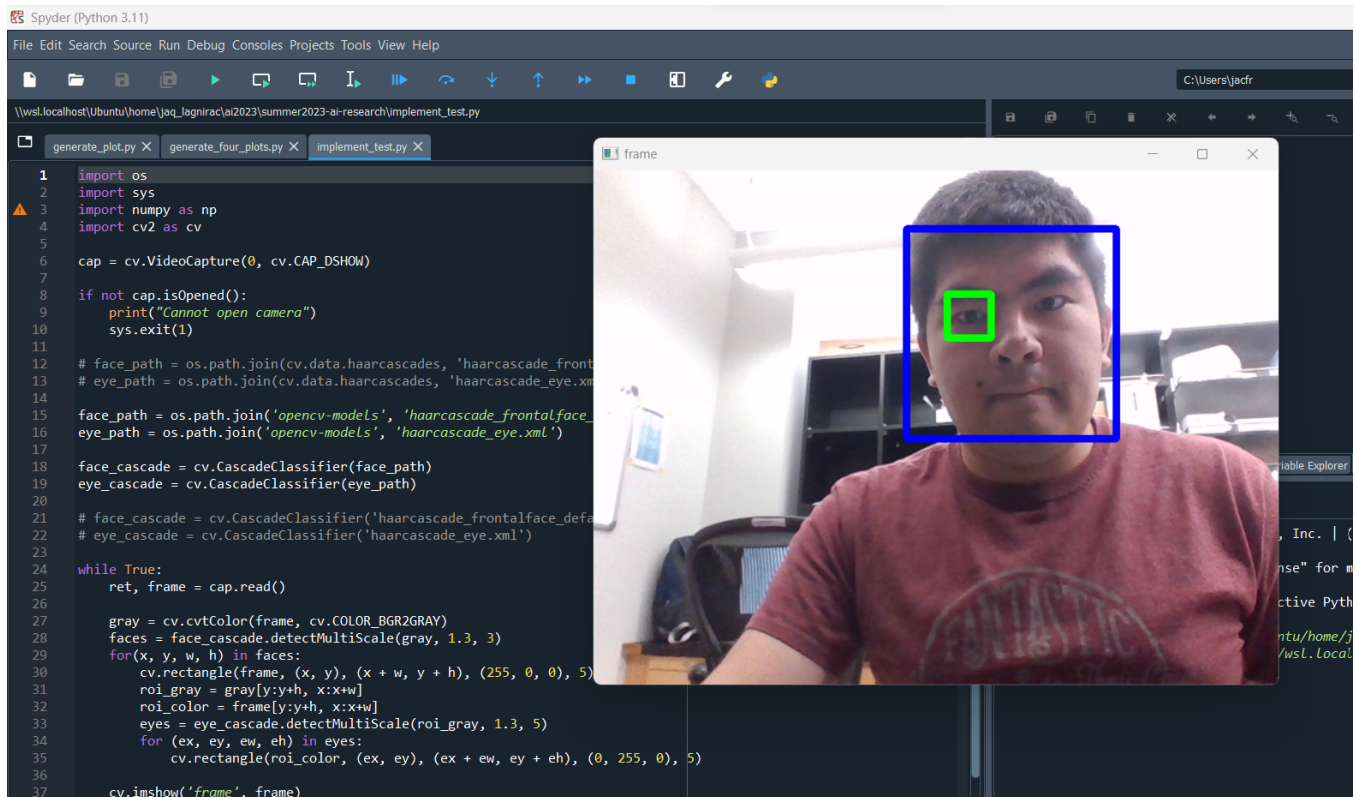 Spyder (Python 3.11)
File Edit Search Source Run Debug Consoles Projects Tools View Help
C:\Users\jacfr
\\wsl.localhost\Ubuntu\home\jaq_lagnirac\ai2023\summer2023-ai-research\implement_test.py
generate_plot.py generate_four_plots.py implement_test.py
1 import os
2 import sys
3 import numpy as np
4 import cv2 as cv
5
6 cap = cv.VideoCapture(0, cv.CAP_DSHOW)
7
8 if not cap.isOpened():
9 print("Cannot open camera")
10 sys.exit(1)
11
12 # face_path = os.path.join(cv.data.haarcascades, 'haarcascade_front
13 # eye_path = os.path.join(cv.data.haarcascades, 'haarcascade_eye.xm
14
15 face_path = os.path.join('opencv-models', 'haarcascade_frontalface_
16 eye_path = os.path.join('opencv-models', 'haarcascade_eye.xml')
17
18 face_cascade = cv.CascadeClassifier(face_path)
19 eye_cascade = cv.CascadeClassifier(eye_path)
20
21 # face_cascade = cv.CascadeClassifier('haarcascade_frontalface_defa
22 # eye_cascade = cv.CascadeClassifier('haarcascade_eye.xml')
23
24 while True:
25 ret, frame = cap.read()
26
27 gray = cv.cvtColor(frame, cv.COLOR_BGR2GRAY)
28 faces = face_cascade.detectMultiScale(gray, 1.3, 3)
29 for(x, y, w, h) in faces:
30 cv.rectangle(frame, (x, y), (x + w, y + h), (255, 0, 0), 5)
31 roi_gray = gray[y:y+h, x:x+w]
32 roi_color = frame[y:y+h, x:x+w]
33 eyes = eye_cascade.detectMultiScale(roi_gray, 1.3, 5)
34 for (ex, ey, ew, eh) in eyes:
35 cv.rectangle(roi_color, (ex, ey), (ex + ew, ey + eh), (0, 255, 0), 5)
36
37 cv.imshow('frame', frame)
frame
FANTASTIC
riable Explorer
, Inc. | (
nse" for m
ctive Pyth
ntu/home/j
/wsl.local